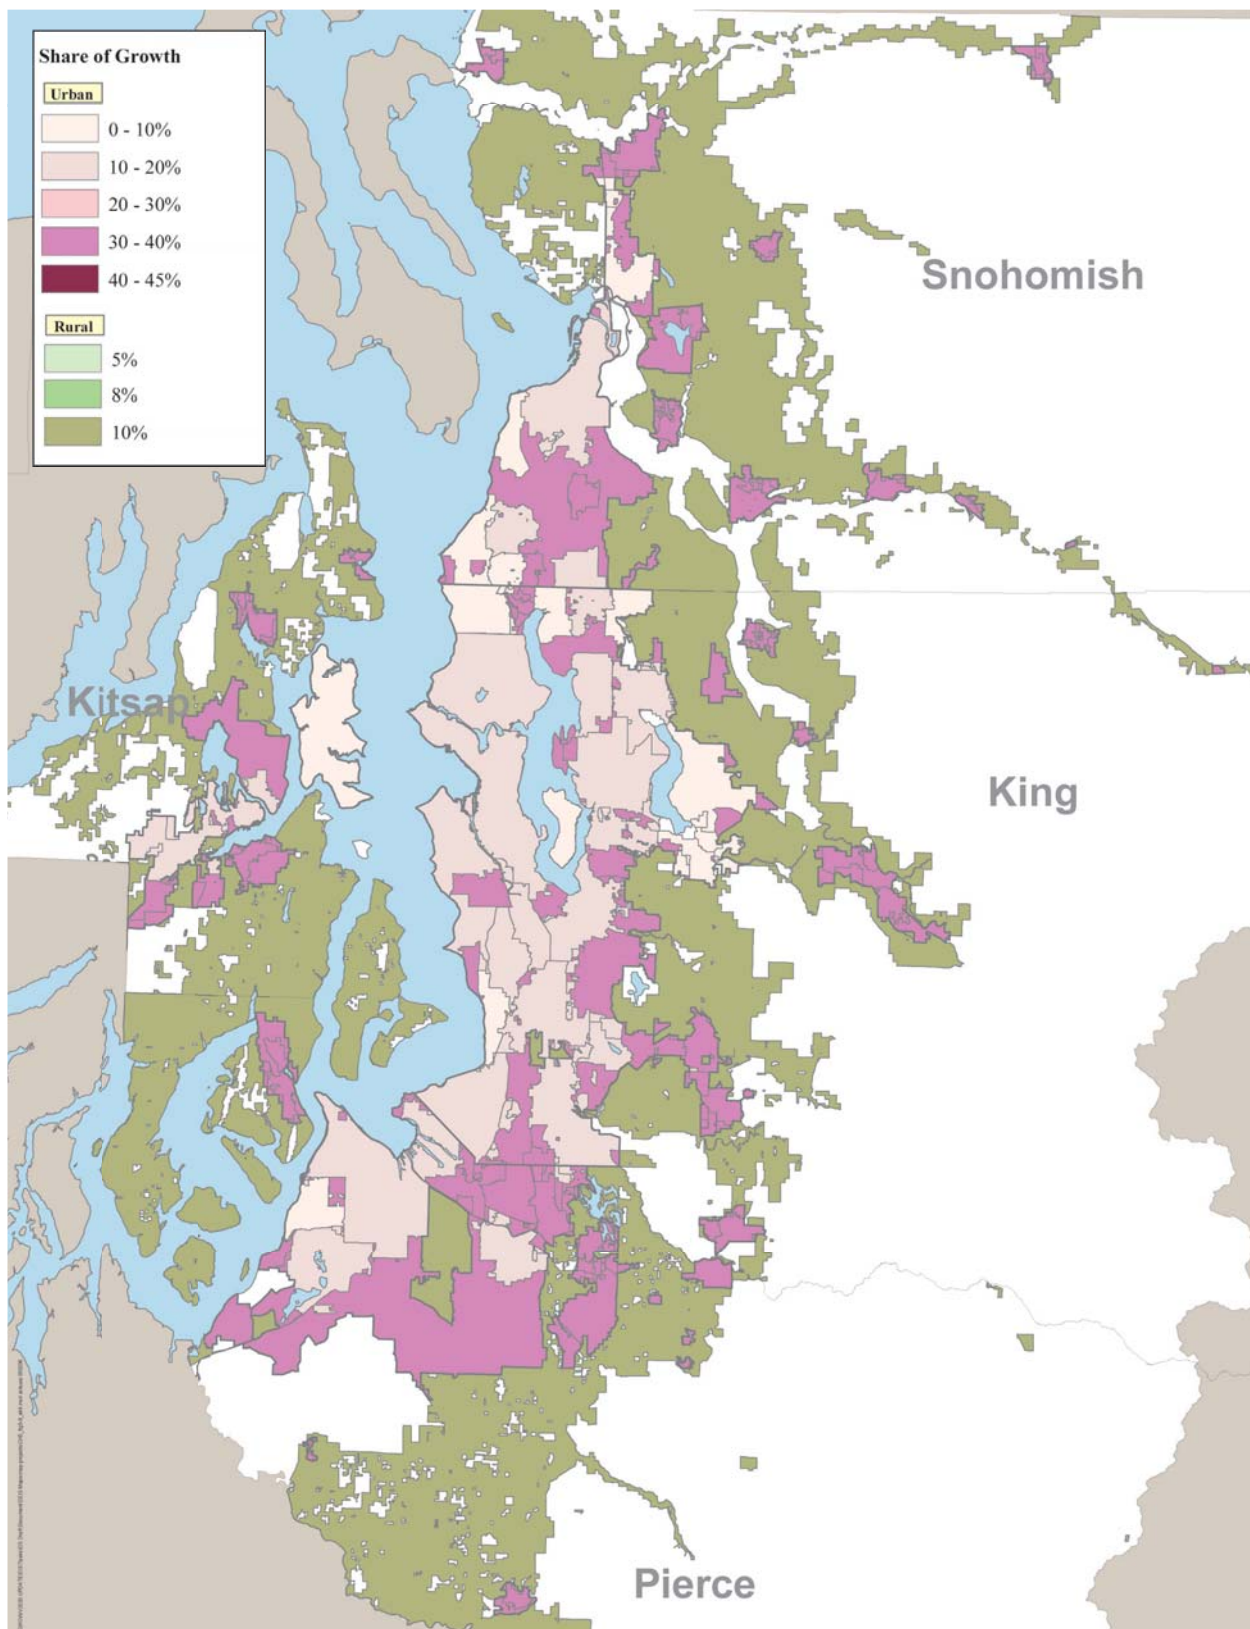 Share of Growth
Urban
0 - 10%
10 - 20%
20 - 30%
30 - 40%
40 - 45%
Rural
5%
8%
10%
Snohomish
Kitsap
King
Pierce